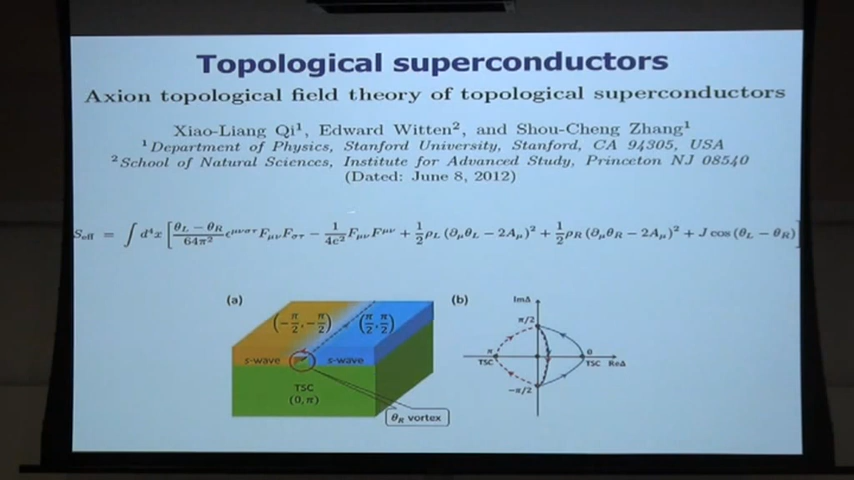 Topological superconductors
Axion topological field theory of topological superconductors
Xiao-Liang Qi¹, Edward Witten², and Shou-Cheng Zhang¹
¹Department of Physics, Stanford University, Stanford, CA 94305, USA
²School of Natural Sciences, Institute for Advanced Study, Princeton NJ 08540
(Dated: June 8, 2012)
S_eff = ∫ d⁴x [ (θ_L − θ_R)/(64π²) ε^{μνστ} F_{μν} F_{στ} − 1/(4e²) F_{μν} F^{μν} + 1/2 ρ_L (∂_μθ_L − 2A_μ)² + 1/2 ρ_R (∂_μθ_R − 2A_μ)² + J cos (θ_L − θ_R) ]
(a)
(−π/2, −π/2) (π/2, π/2)
s-wave s-wave
TSC
(0, π)
θ_R vortex
(b)
ImΔ
π/2
π 0
TSC TSC ReΔ
−π/2